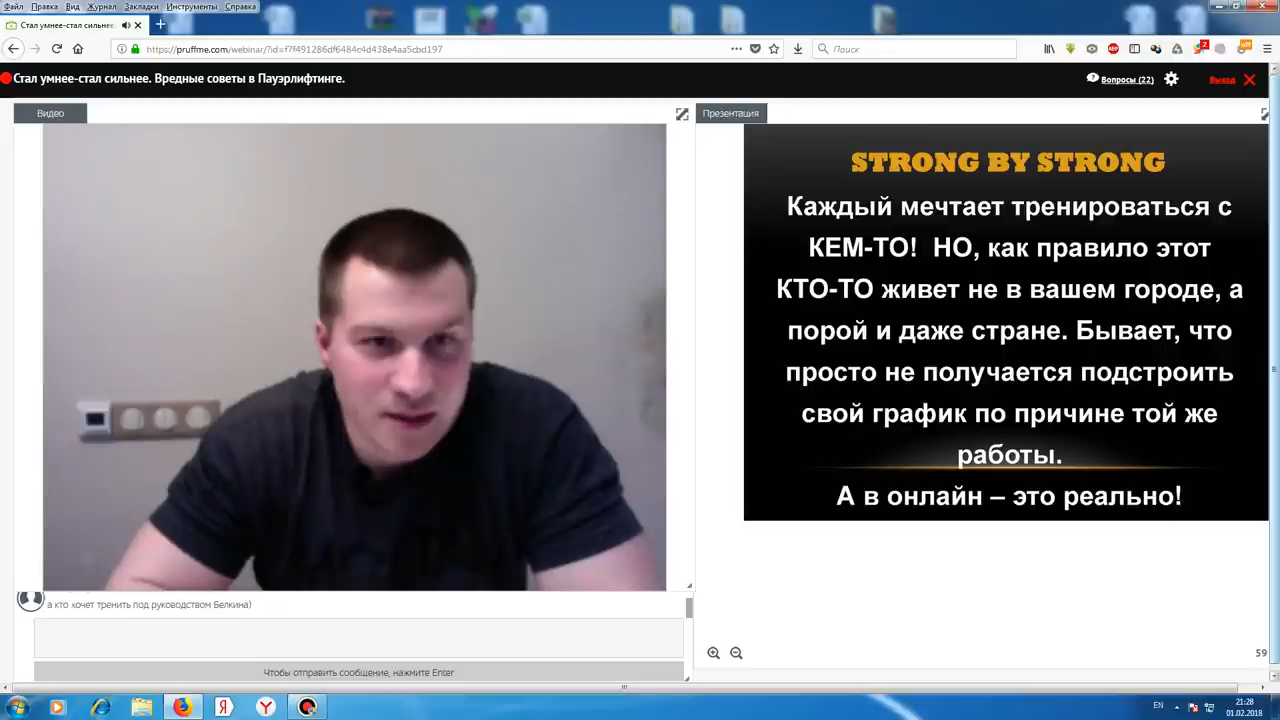 Файл Правка Вид Журнал Закладки Инструменты Справка
Стал умнее-стал сильнее.
https://pruffme.com/webinar/?id=f7f491286df6484c4d438e4aa5cbd197
Поиск
2
off
Стал умнее-стал сильнее. Вредные советы в Пауэрлифтинге.
Вопросы (22)
Выход
Видео
Презентация
STRONG BY STRONG
Каждый мечтает тренироваться с
КЕМ-ТО! НО, как правило этот
КТО-ТО живет не в вашем городе, а
порой и даже стране. Бывает, что
просто не получается подстроить
свой график по причине той же
работы.
А в онлайн – это реально!
а кто хочет тренить под руководством Белкина)
Чтобы отправить сообщение, нажмите Enter
59
EN
21:28
01.02.2018